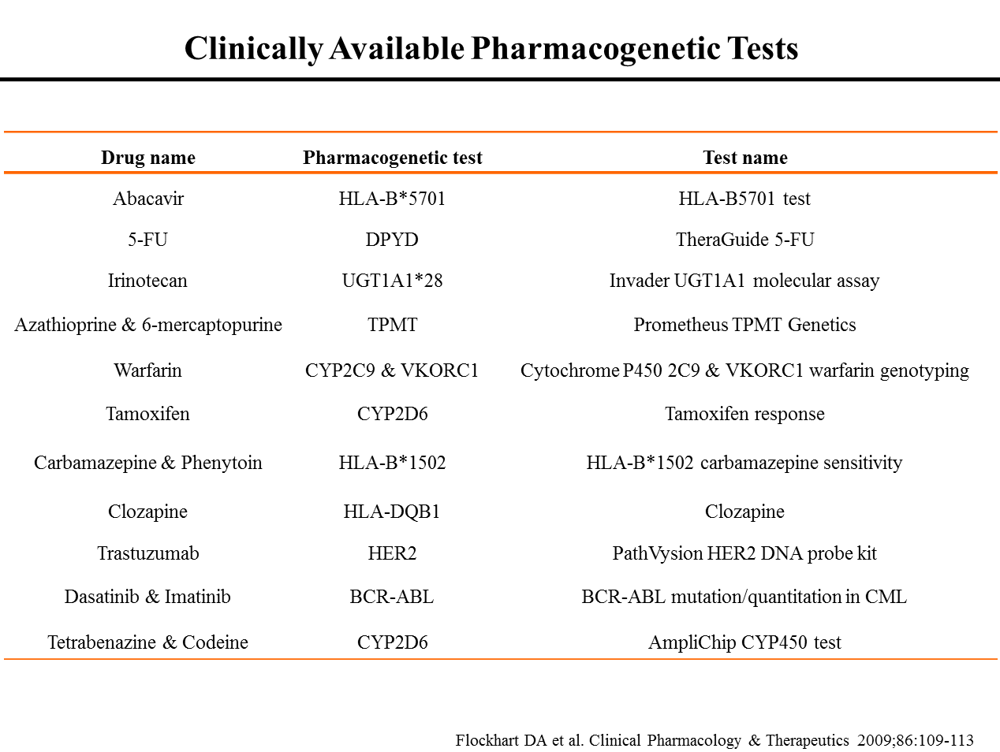 Clinically Available Pharmacogenetic Tests
Drug name Pharmacogenetic test Test name
Abacavir HLA-B*5701 HLA-B5701 test
5-FU DPYD TheraGuide 5-FU
Irinotecan UGT1A1*28 Invader UGT1A1 molecular assay
Azathioprine & 6-mercaptopurine TPMT Prometheus TPMT Genetics
Warfarin CYP2C9 & VKORC1 Cytochrome P450 2C9 & VKORC1 warfarin genotyping
Tamoxifen CYP2D6 Tamoxifen response
Carbamazepine & Phenytoin HLA-B*1502 HLA-B*1502 carbamazepine sensitivity
Clozapine HLA-DQB1 Clozapine
Trastuzumab HER2 PathVysion HER2 DNA probe kit
Dasatinib & Imatinib BCR-ABL BCR-ABL mutation/quantitation in CML
Tetrabenazine & Codeine CYP2D6 AmpliChip CYP450 test
Flockhart DA et al. Clinical Pharmacology & Therapeutics 2009;86:109-113